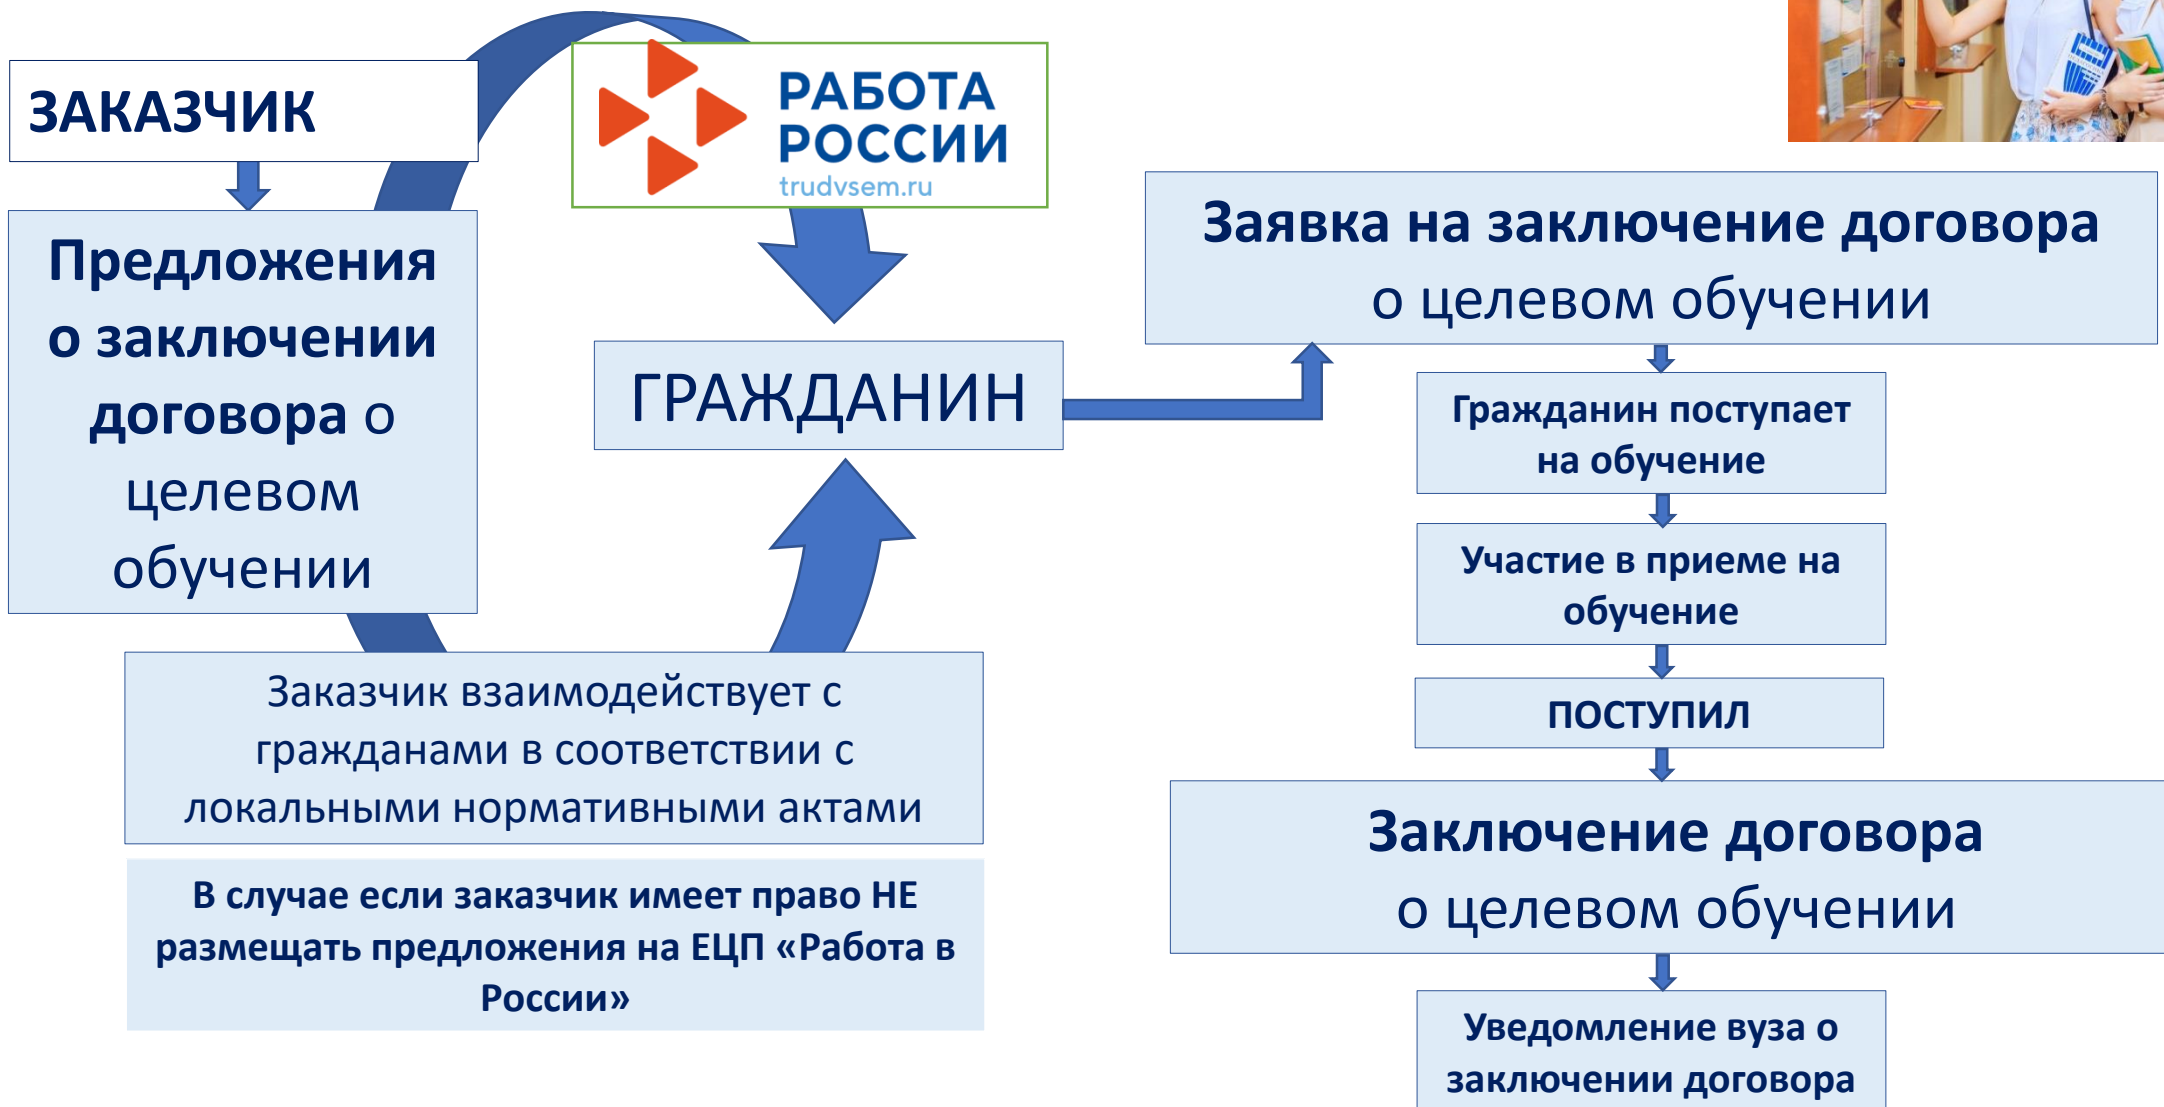 ЗАКАЗЧИК
Предложения
о заключении
договора о
целевом
обучении
РАБОТА
РОССИИ
trudvsem.ru
ГРАЖДАНИН
Заказчик взаимодействует с
гражданами в соответствии с
локальными нормативными актами
В случае если заказчик имеет право НЕ
размещать предложения на ЕЦП «Работа в
России»
Заявка на заключение договора
о целевом обучении
Гражданин поступает
на обучение
Участие в приеме на
обучение
ПОСТУПИЛ
Заключение договора
о целевом обучении
Уведомление вуза о
заключении договора